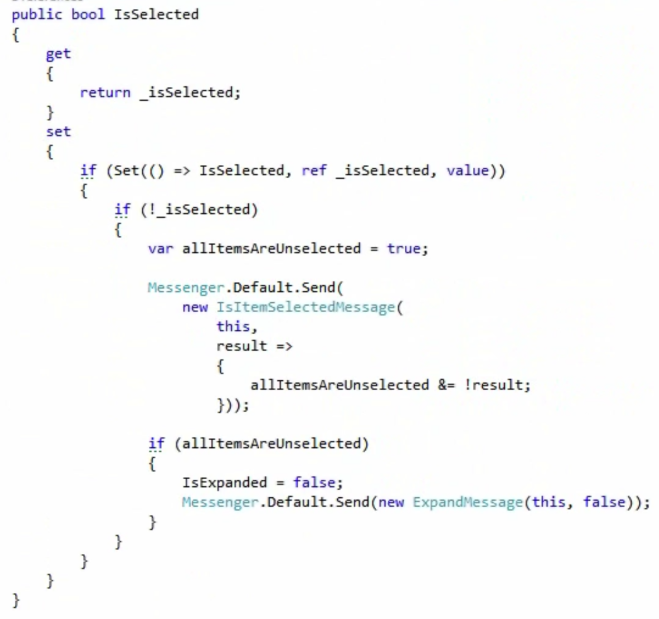 public bool IsSelected
{
get
{
return _isSelected;
}
set
{
if (Set(() => IsSelected, ref _isSelected, value))
{
if (!_isSelected)
{
var allItemsAreUnselected = true;
Messenger.Default.Send(
new IsItemSelectedMessage(
this,
result =>
{
allItemsAreUnselected &= !result;
}));
if (allItemsAreUnselected)
{
IsExpanded = false;
Messenger.Default.Send(new ExpandMessage(this, false));
}
}
}
}
}